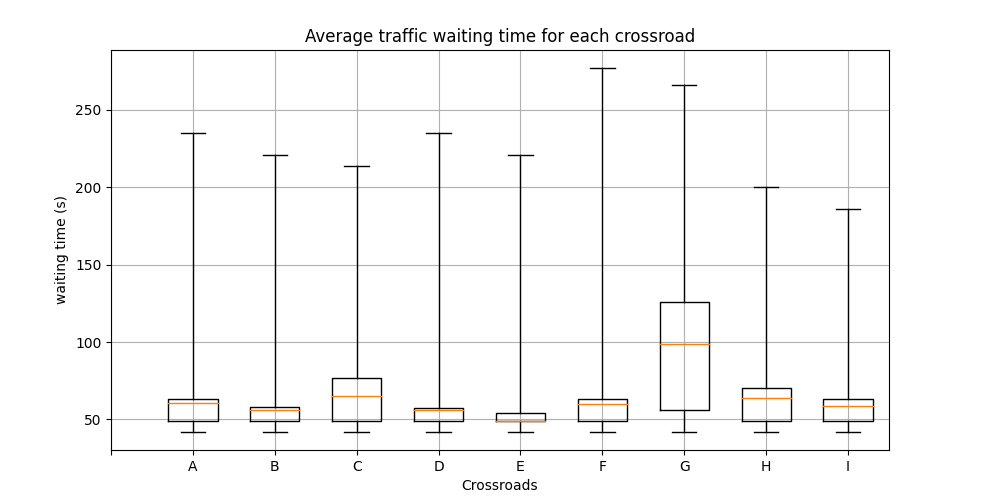 Average traffic waiting time for each crossroad
waiting time (s)
250
200
150
100
50
A B C D E F G H I
Crossroads